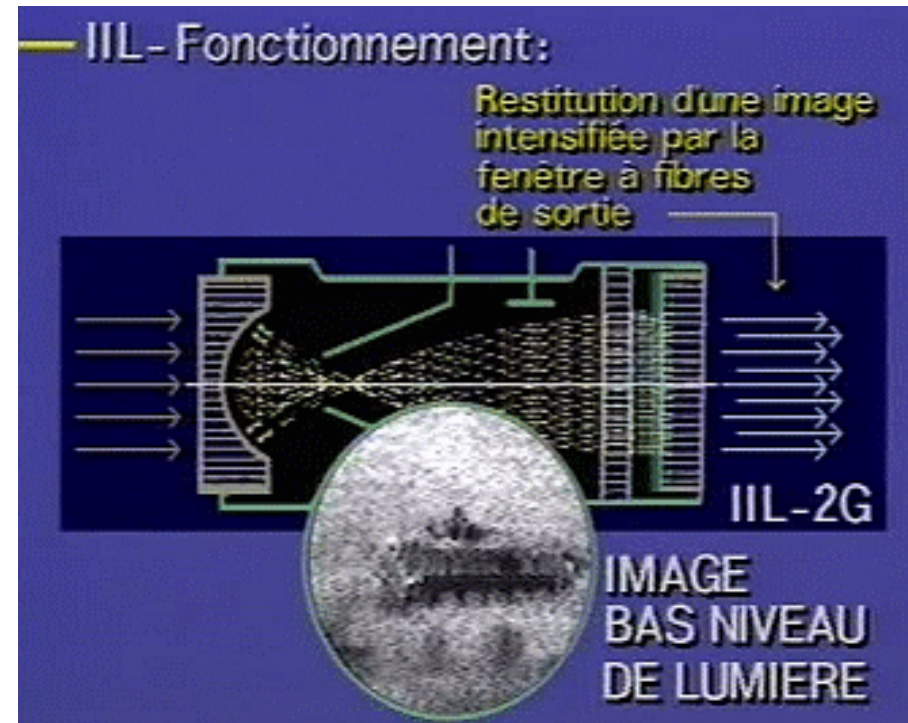 IIL-Fonctionnement:
Restitution d'une image
intensifiée par la
fenêtre à fibres
de sortie
IIL-2G
IMAGE
BAS NIVEAU
DE LUMIERE